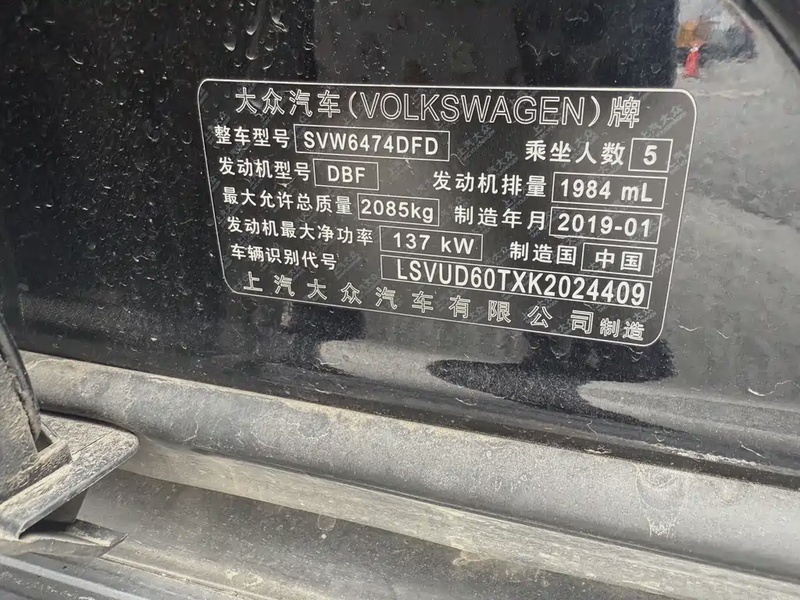 大众汽车(VOLKSWAGEN)牌
整车型号 SVW6474DFD 乘坐人数 5
发动机型号 DBF 发动机排量 1984 mL
最大允许总质量 2085kg 制造年月 2019-01
发动机最大净功率 137 kW 制造国 中国
车辆识别代号 LSVUD60TXK2024409
上汽大众汽车有限公司制造